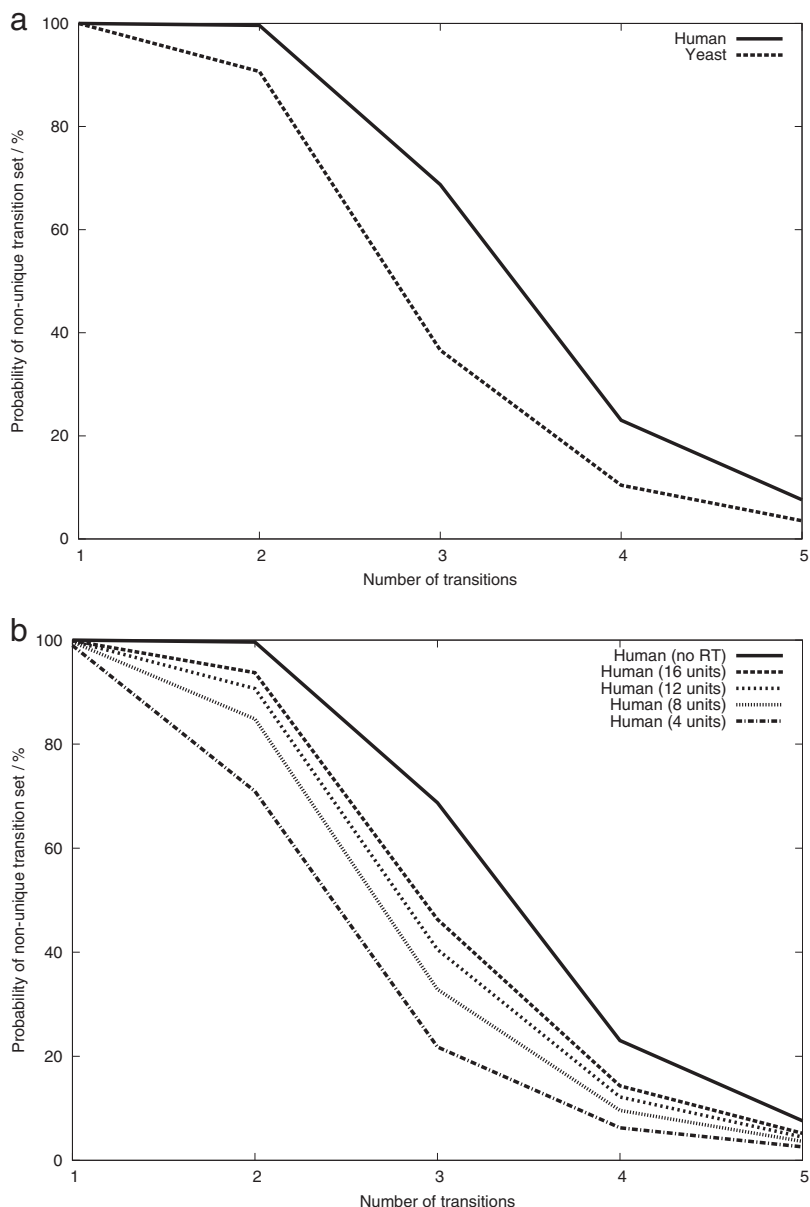 a
100
80
60
40
20
0
Probability of non-unique transition set / %
Human
Yeast
1 2 3 4 5
Number of transitions
b
100
80
60
40
20
0
Probability of non-unique transition set / %
Human (no RT)
Human (16 units)
Human (12 units)
Human (8 units)
Human (4 units)
1 2 3 4 5
Number of transitions